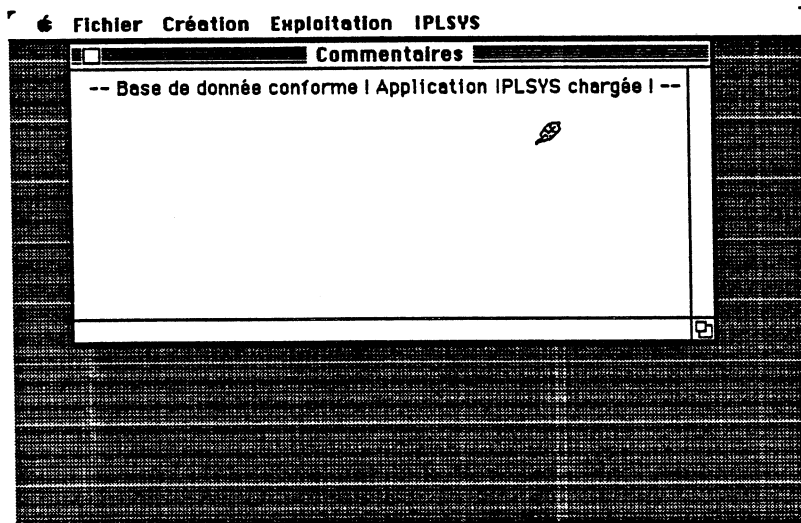 Fichier Création Exploitation IPLSYS
Commentaires
-- Base de donnée conforme ! Application IPLSYS chargée ! --